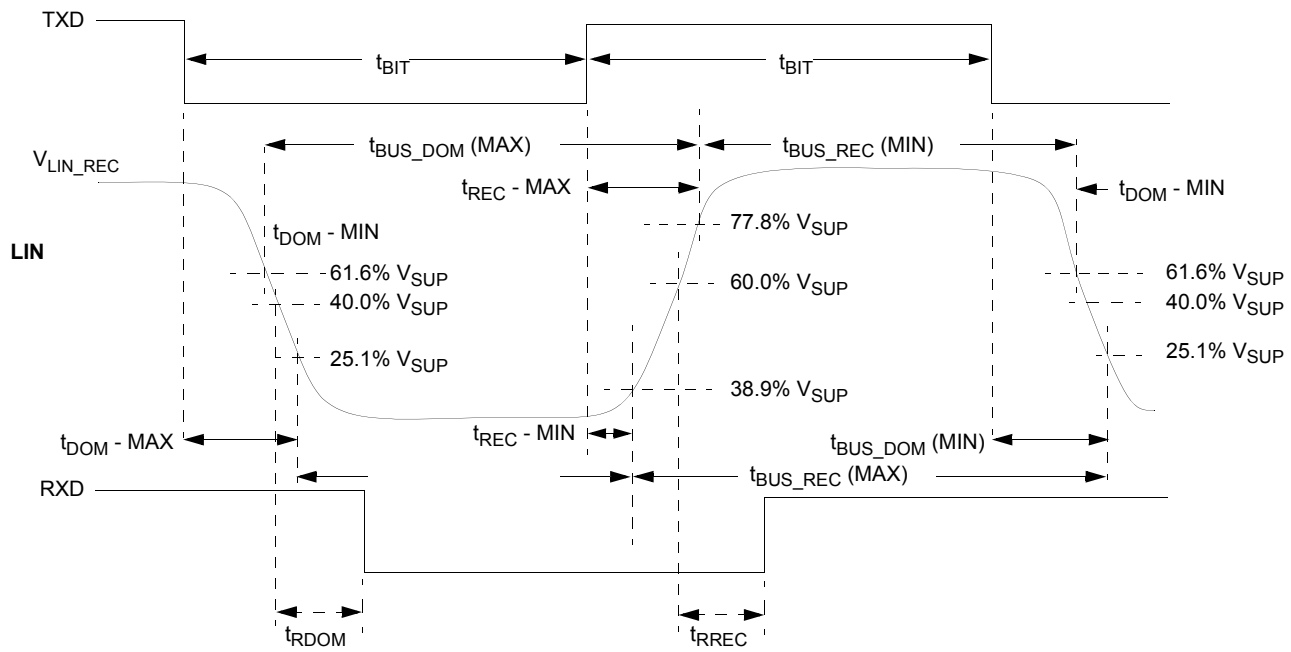 TXD
tBIT
tBIT
tBUS_DOM (MAX)
tBUS_REC (MIN)
VLIN_REC
tREC - MAX
tDOM - MIN
77.8% VSUP
tDOM - MIN
LIN
61.6% VSUP
60.0% VSUP
61.6% VSUP
40.0% VSUP
40.0% VSUP
25.1% VSUP
25.1% VSUP
38.9% VSUP
tDOM - MAX
tREC - MIN
tBUS_DOM (MIN)
tBUS_REC (MAX)
RXD
tRDOM
tRREC